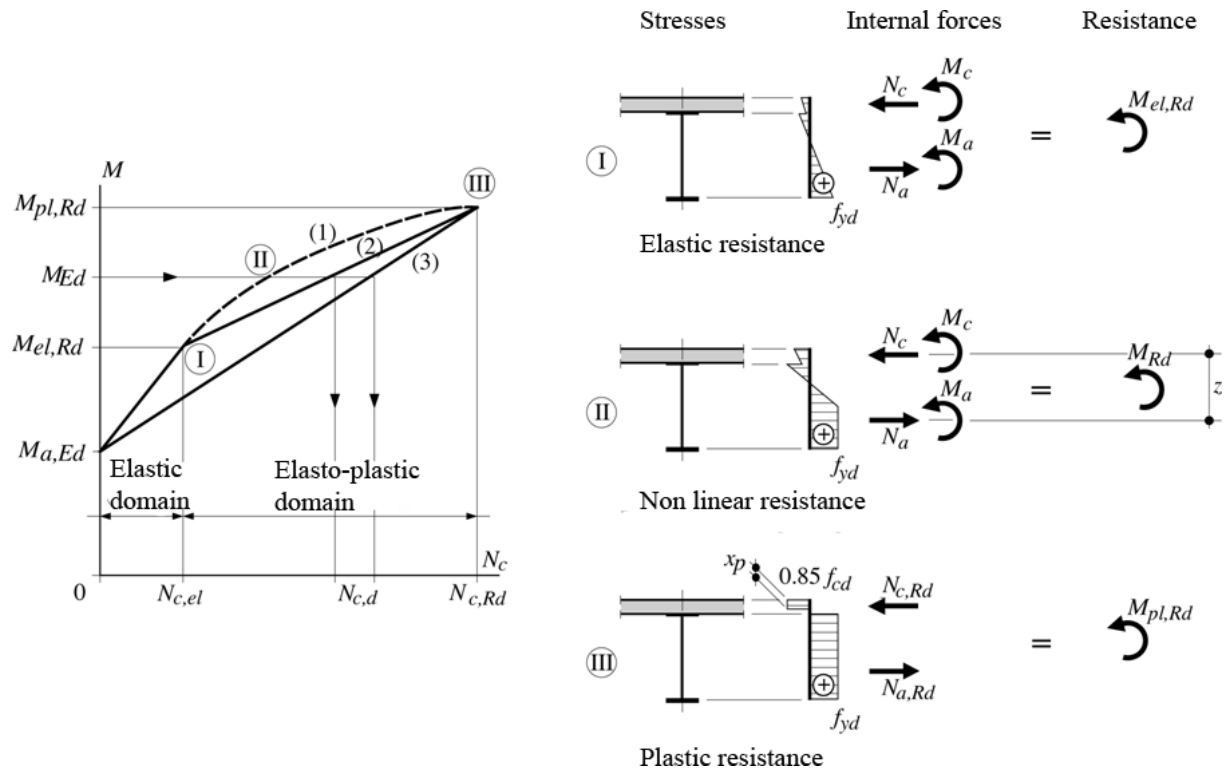 M
M_pl,Rd
M_Ed
M_el,Rd
M_a,Ed
III
II
I
(1)
(2)
(3)
Elastic
domain
Elasto-plastic
domain
0
N_c,el
N_c,d
N_c,Rd
N_c
Stresses
Internal forces
Resistance
I
f_yd
N_c
M_c
M_a
N_a
=
M_el,Rd
Elastic resistance
II
f_yd
N_c
M_c
M_a
N_a
=
M_Rd
z
Non linear resistance
III
x_p
0.85 f_cd
f_yd
N_c,Rd
N_a,Rd
=
M_pl,Rd
Plastic resistance